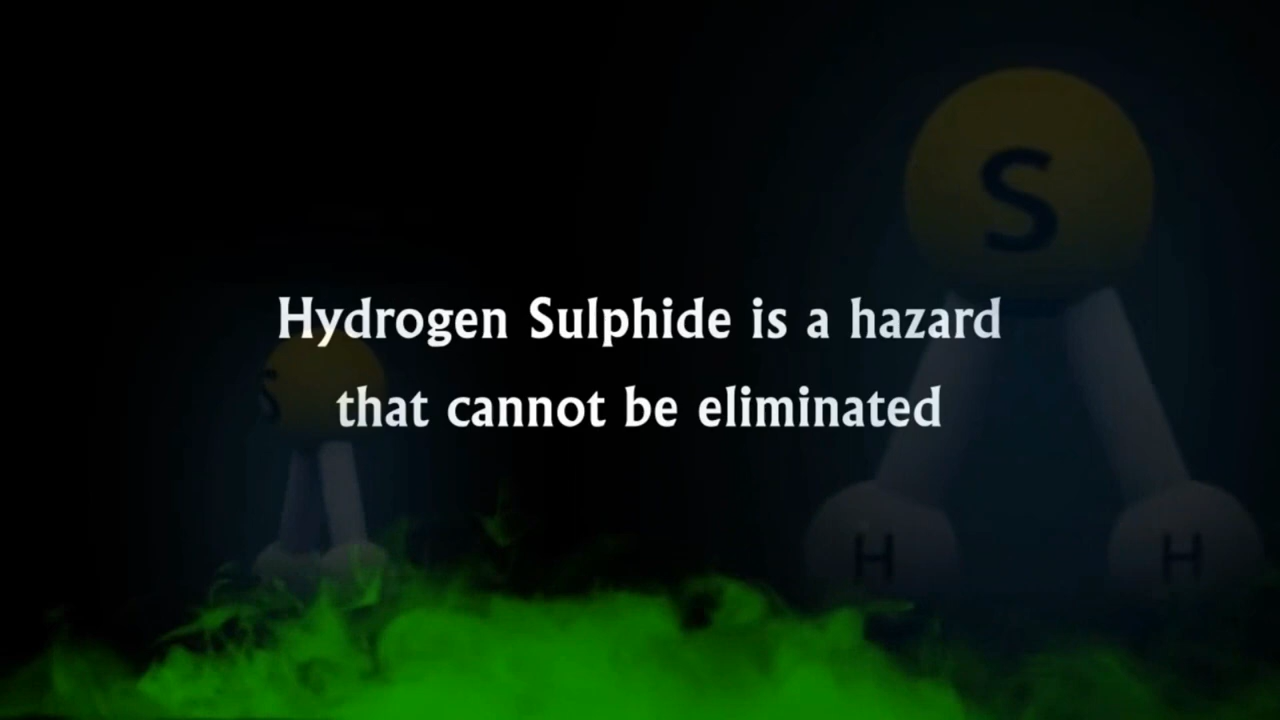 Hydrogen Sulphide is a hazard
that cannot be eliminated
S
S
H
H